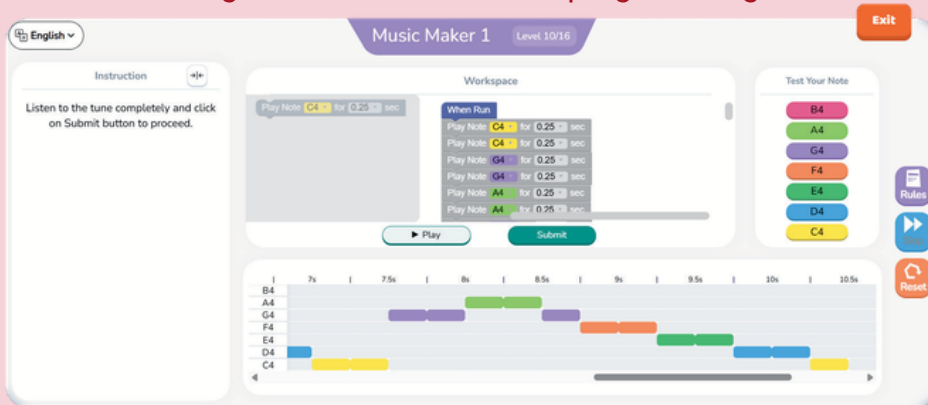 English
Music Maker 1
Level 10/16
Exit
Instruction
Listen to the tune completely and click
on Submit button to proceed.
Workspace
Play Note C4 for 0.25 sec
When Run
Play Note C4 for 0.25 sec
Play Note C4 for 0.25 sec
Play Note G4 for 0.25 sec
Play Note G4 for 0.25 sec
Play Note A4 for 0.25 sec
Play Note A4 for 0.25 sec
Play
Submit
Test Your Note
B4
A4
G4
F4
E4
D4
C4
Rules
Reset
7s 7.5s 8s 8.5s 9s 9.5s 10s 10.5s
B4
A4
G4
F4
E4
D4
C4